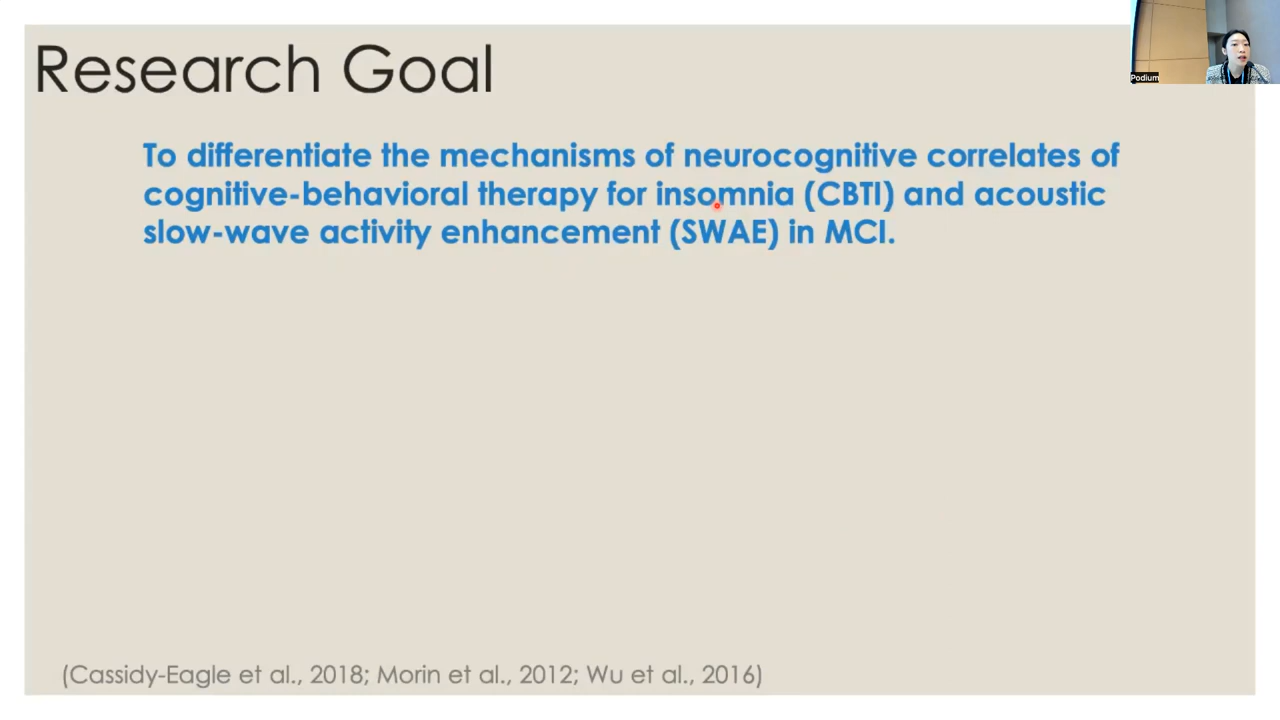 Research Goal
Podium
To differentiate the mechanisms of neurocognitive correlates of
cognitive-behavioral therapy for insomnia (CBTI) and acoustic
slow-wave activity enhancement (SWAE) in MCI.
(Cassidy-Eagle et al., 2018; Morin et al., 2012; Wu et al., 2016)